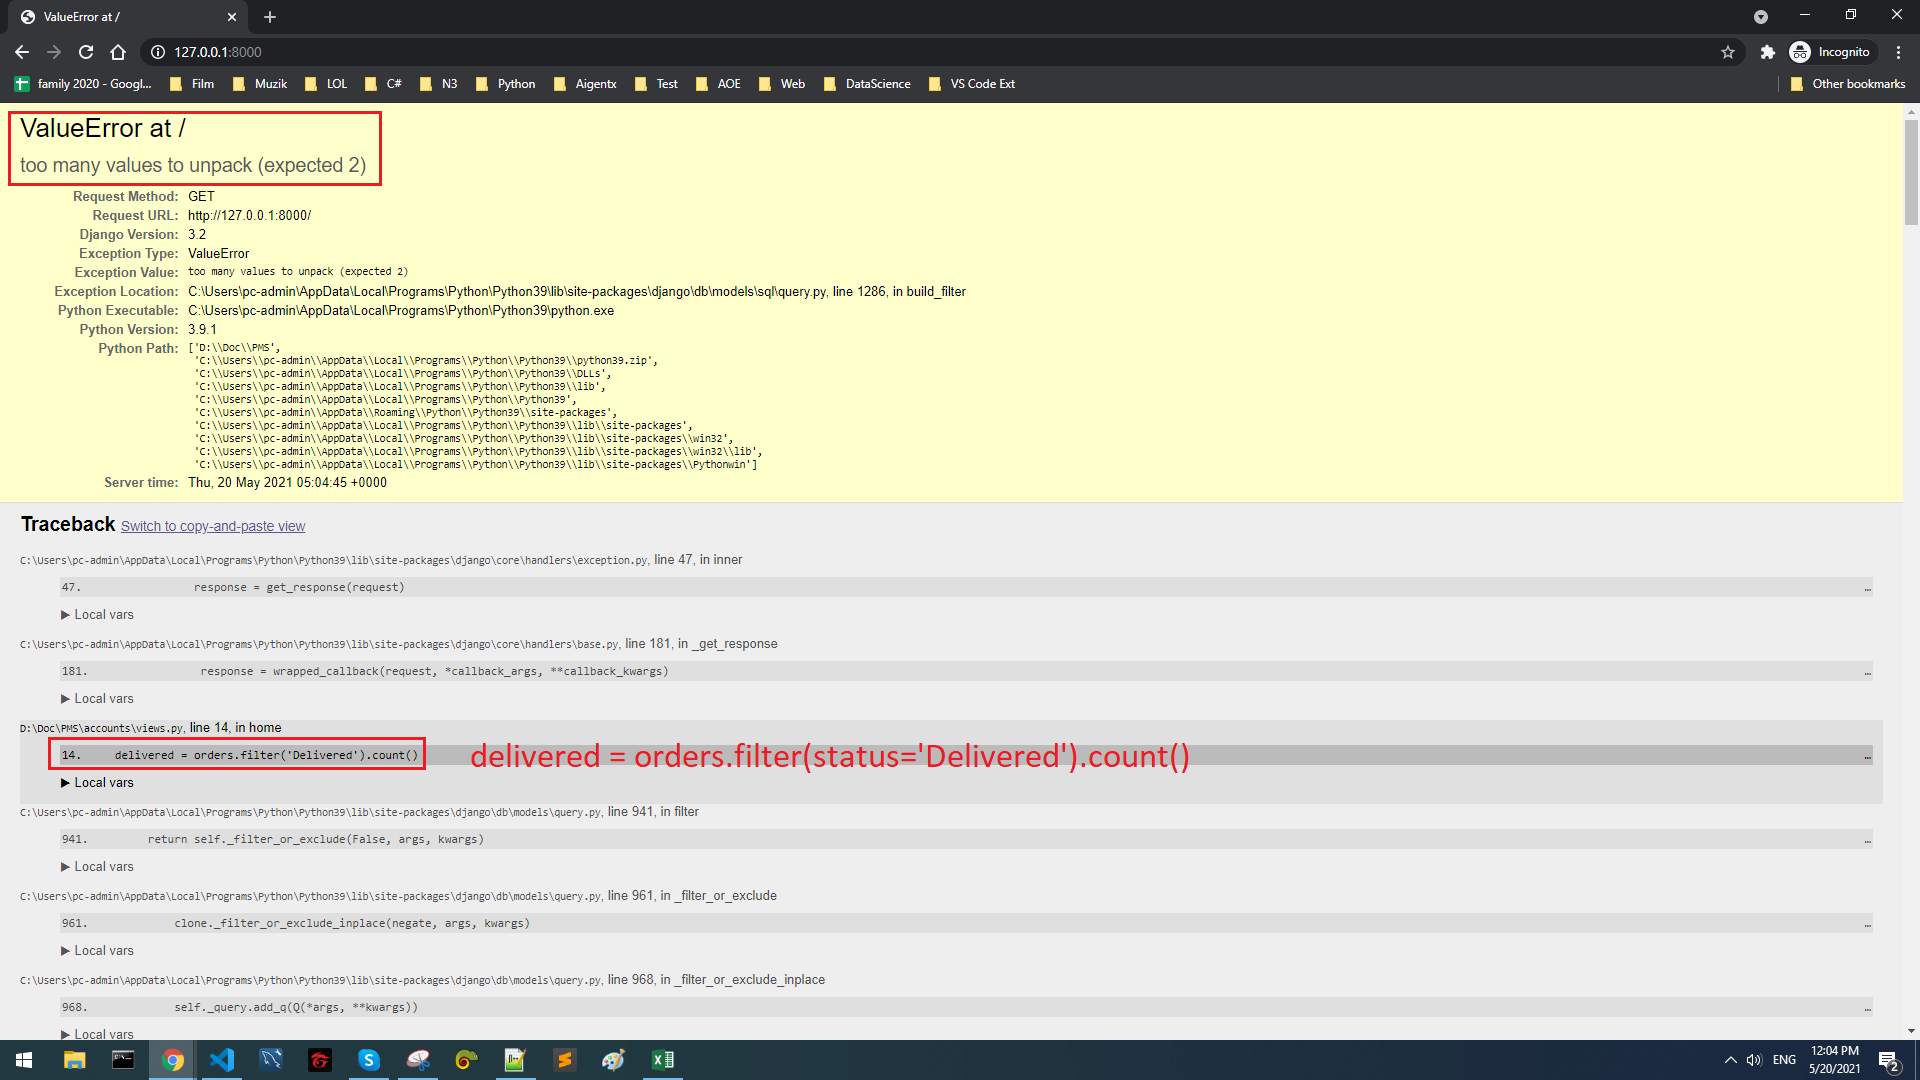 ValueError at /
127.0.0.1:8000
Incognito
family 2020 - Googl...
Film
Muzik
LOL
C#
N3
Python
Aigentx
Test
AOE
Web
DataScience
VS Code Ext
Other bookmarks
ValueError at /
too many values to unpack (expected 2)
Request Method: GET
Request URL: http://127.0.0.1:8000/
Django Version: 3.2
Exception Type: ValueError
Exception Value: too many values to unpack (expected 2)
Exception Location: C:\Users\pc-admin\AppData\Local\Programs\Python\Python39\lib\site-packages\django\db\models\sql\query.py, line 1286, in build_filter
Python Executable: C:\Users\pc-admin\AppData\Local\Programs\Python\Python39\python.exe
Python Version: 3.9.1
Python Path: ['D:\\Doc\\PMS',
'C:\\Users\\pc-admin\\AppData\\Local\\Programs\\Python\\Python39\\python39.zip',
'C:\\Users\\pc-admin\\AppData\\Local\\Programs\\Python\\Python39\\DLLs',
'C:\\Users\\pc-admin\\AppData\\Local\\Programs\\Python\\Python39\\lib',
'C:\\Users\\pc-admin\\AppData\\Local\\Programs\\Python\\Python39',
'C:\\Users\\pc-admin\\AppData\\Roaming\\Python\\Python39\\site-packages',
'C:\\Users\\pc-admin\\AppData\\Local\\Programs\\Python\\Python39\\lib\\site-packages',
'C:\\Users\\pc-admin\\AppData\\Local\\Programs\\Python\\Python39\\lib\\site-packages\\win32',
'C:\\Users\\pc-admin\\AppData\\Local\\Programs\\Python\\Python39\\lib\\site-packages\\win32\\lib',
'C:\\Users\\pc-admin\\AppData\\Local\\Programs\\Python\\Python39\\lib\\site-packages\\Pythonwin']
Server time: Thu, 20 May 2021 05:04:45 +0000
Traceback Switch to copy-and-paste view
C:\Users\pc-admin\AppData\Local\Programs\Python\Python39\lib\site-packages\django\core\handlers\exception.py, line 47, in inner
47. response = get_response(request) …
▶ Local vars
C:\Users\pc-admin\AppData\Local\Programs\Python\Python39\lib\site-packages\django\core\handlers\base.py, line 181, in _get_response
181. response = wrapped_callback(request, *callback_args, **callback_kwargs) …
▶ Local vars
D:\Doc\PMS\accounts\views.py, line 14, in home
14. delivered = orders.filter('Delivered').count() …
delivered = orders.filter(status='Delivered').count()
▶ Local vars
C:\Users\pc-admin\AppData\Local\Programs\Python\Python39\lib\site-packages\django\db\models\query.py, line 941, in filter
941. return self._filter_or_exclude(False, args, kwargs) …
▶ Local vars
C:\Users\pc-admin\AppData\Local\Programs\Python\Python39\lib\site-packages\django\db\models\query.py, line 961, in _filter_or_exclude
961. clone._filter_or_exclude_inplace(negate, args, kwargs) …
▶ Local vars
C:\Users\pc-admin\AppData\Local\Programs\Python\Python39\lib\site-packages\django\db\models\query.py, line 968, in _filter_or_exclude_inplace
968. self._query.add_q(Q(*args, **kwargs)) …
▶ Local vars
ENG
12:04 PM
5/20/2021
2